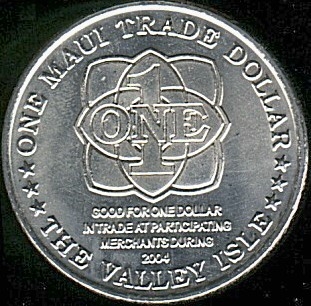 ONE MAUI TRADE DOLLAR
1
ONE
GOOD FOR ONE DOLLAR
IN TRADE AT PARTICIPATING
MERCHANTS DURING
2004
THE VALLEY ISLE